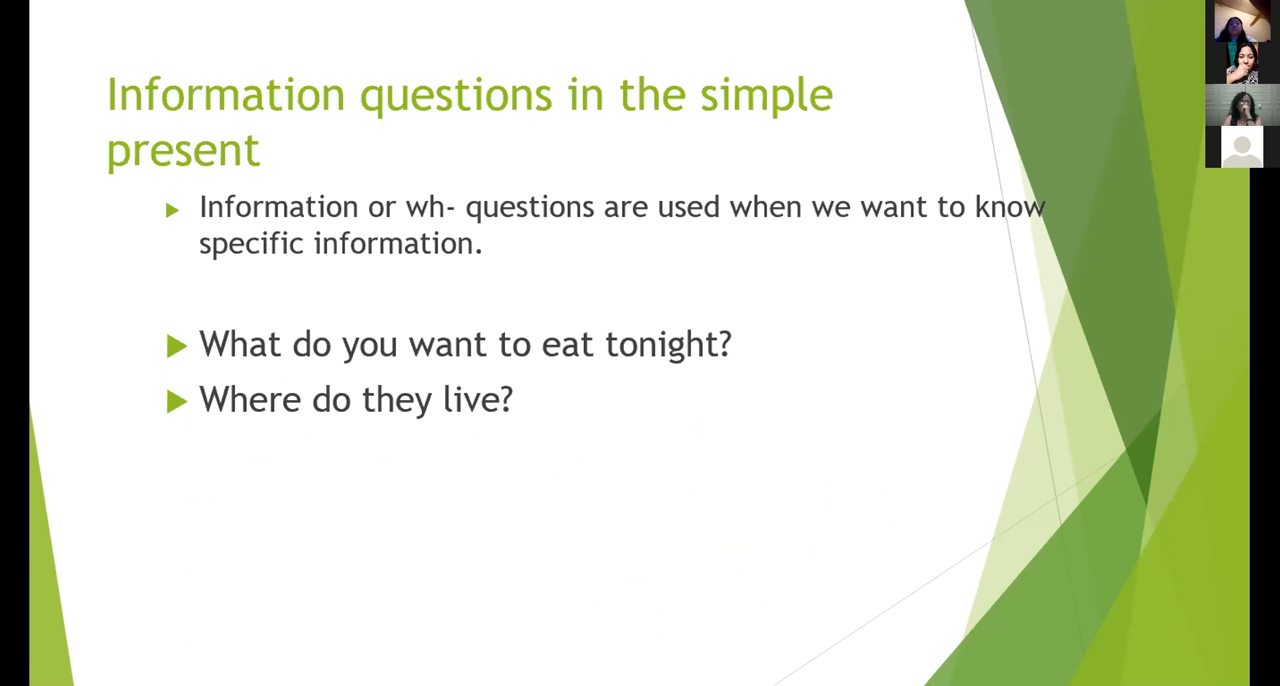 Information questions in the simple
present
Information or wh- questions are used when we want to know
specific information.
What do you want to eat tonight?
Where do they live?